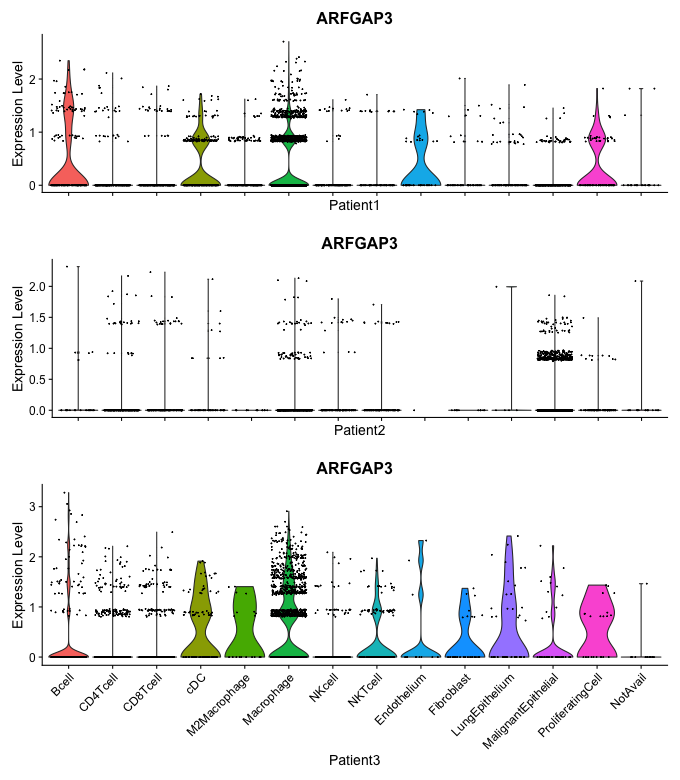 ARFGAP3
Expression Level
2
1
0
Patient1
ARFGAP3
Expression Level
2.0
1.5
1.0
0.5
0.0
Patient2
ARFGAP3
Expression Level
3
2
1
0
Bcell
CD4Tcell
CD8Tcell
cDC
M2Macrophage
Macrophage
NKcell
NKTcell
Endothelium
Fibroblast
LungEpithelium
MalignantEpithelial
ProliferatingCell
NotAvail
Patient3